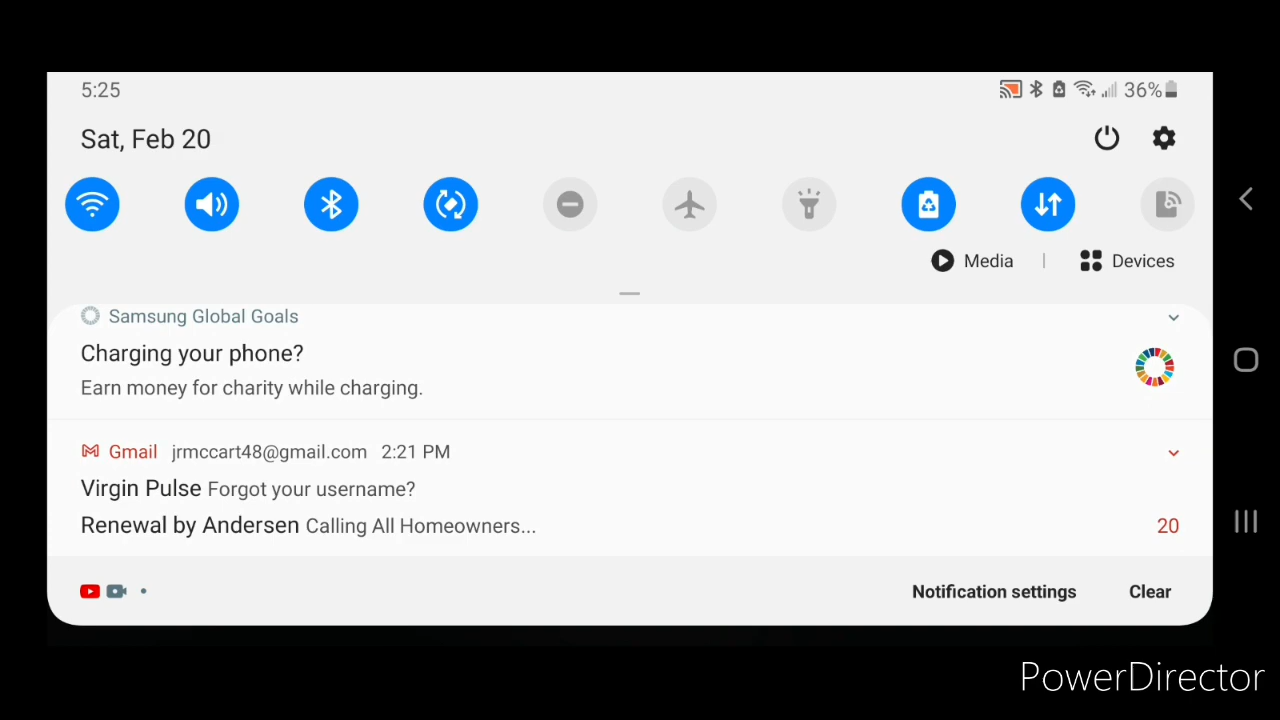 5:25
36%
Sat, Feb 20
Media | Devices
Samsung Global Goals
Charging your phone?
Earn money for charity while charging.
Gmail jrmccart48@gmail.com 2:21 PM
Virgin Pulse Forgot your username?
Renewal by Andersen Calling All Homeowners... 20
Notification settings Clear
PowerDirector